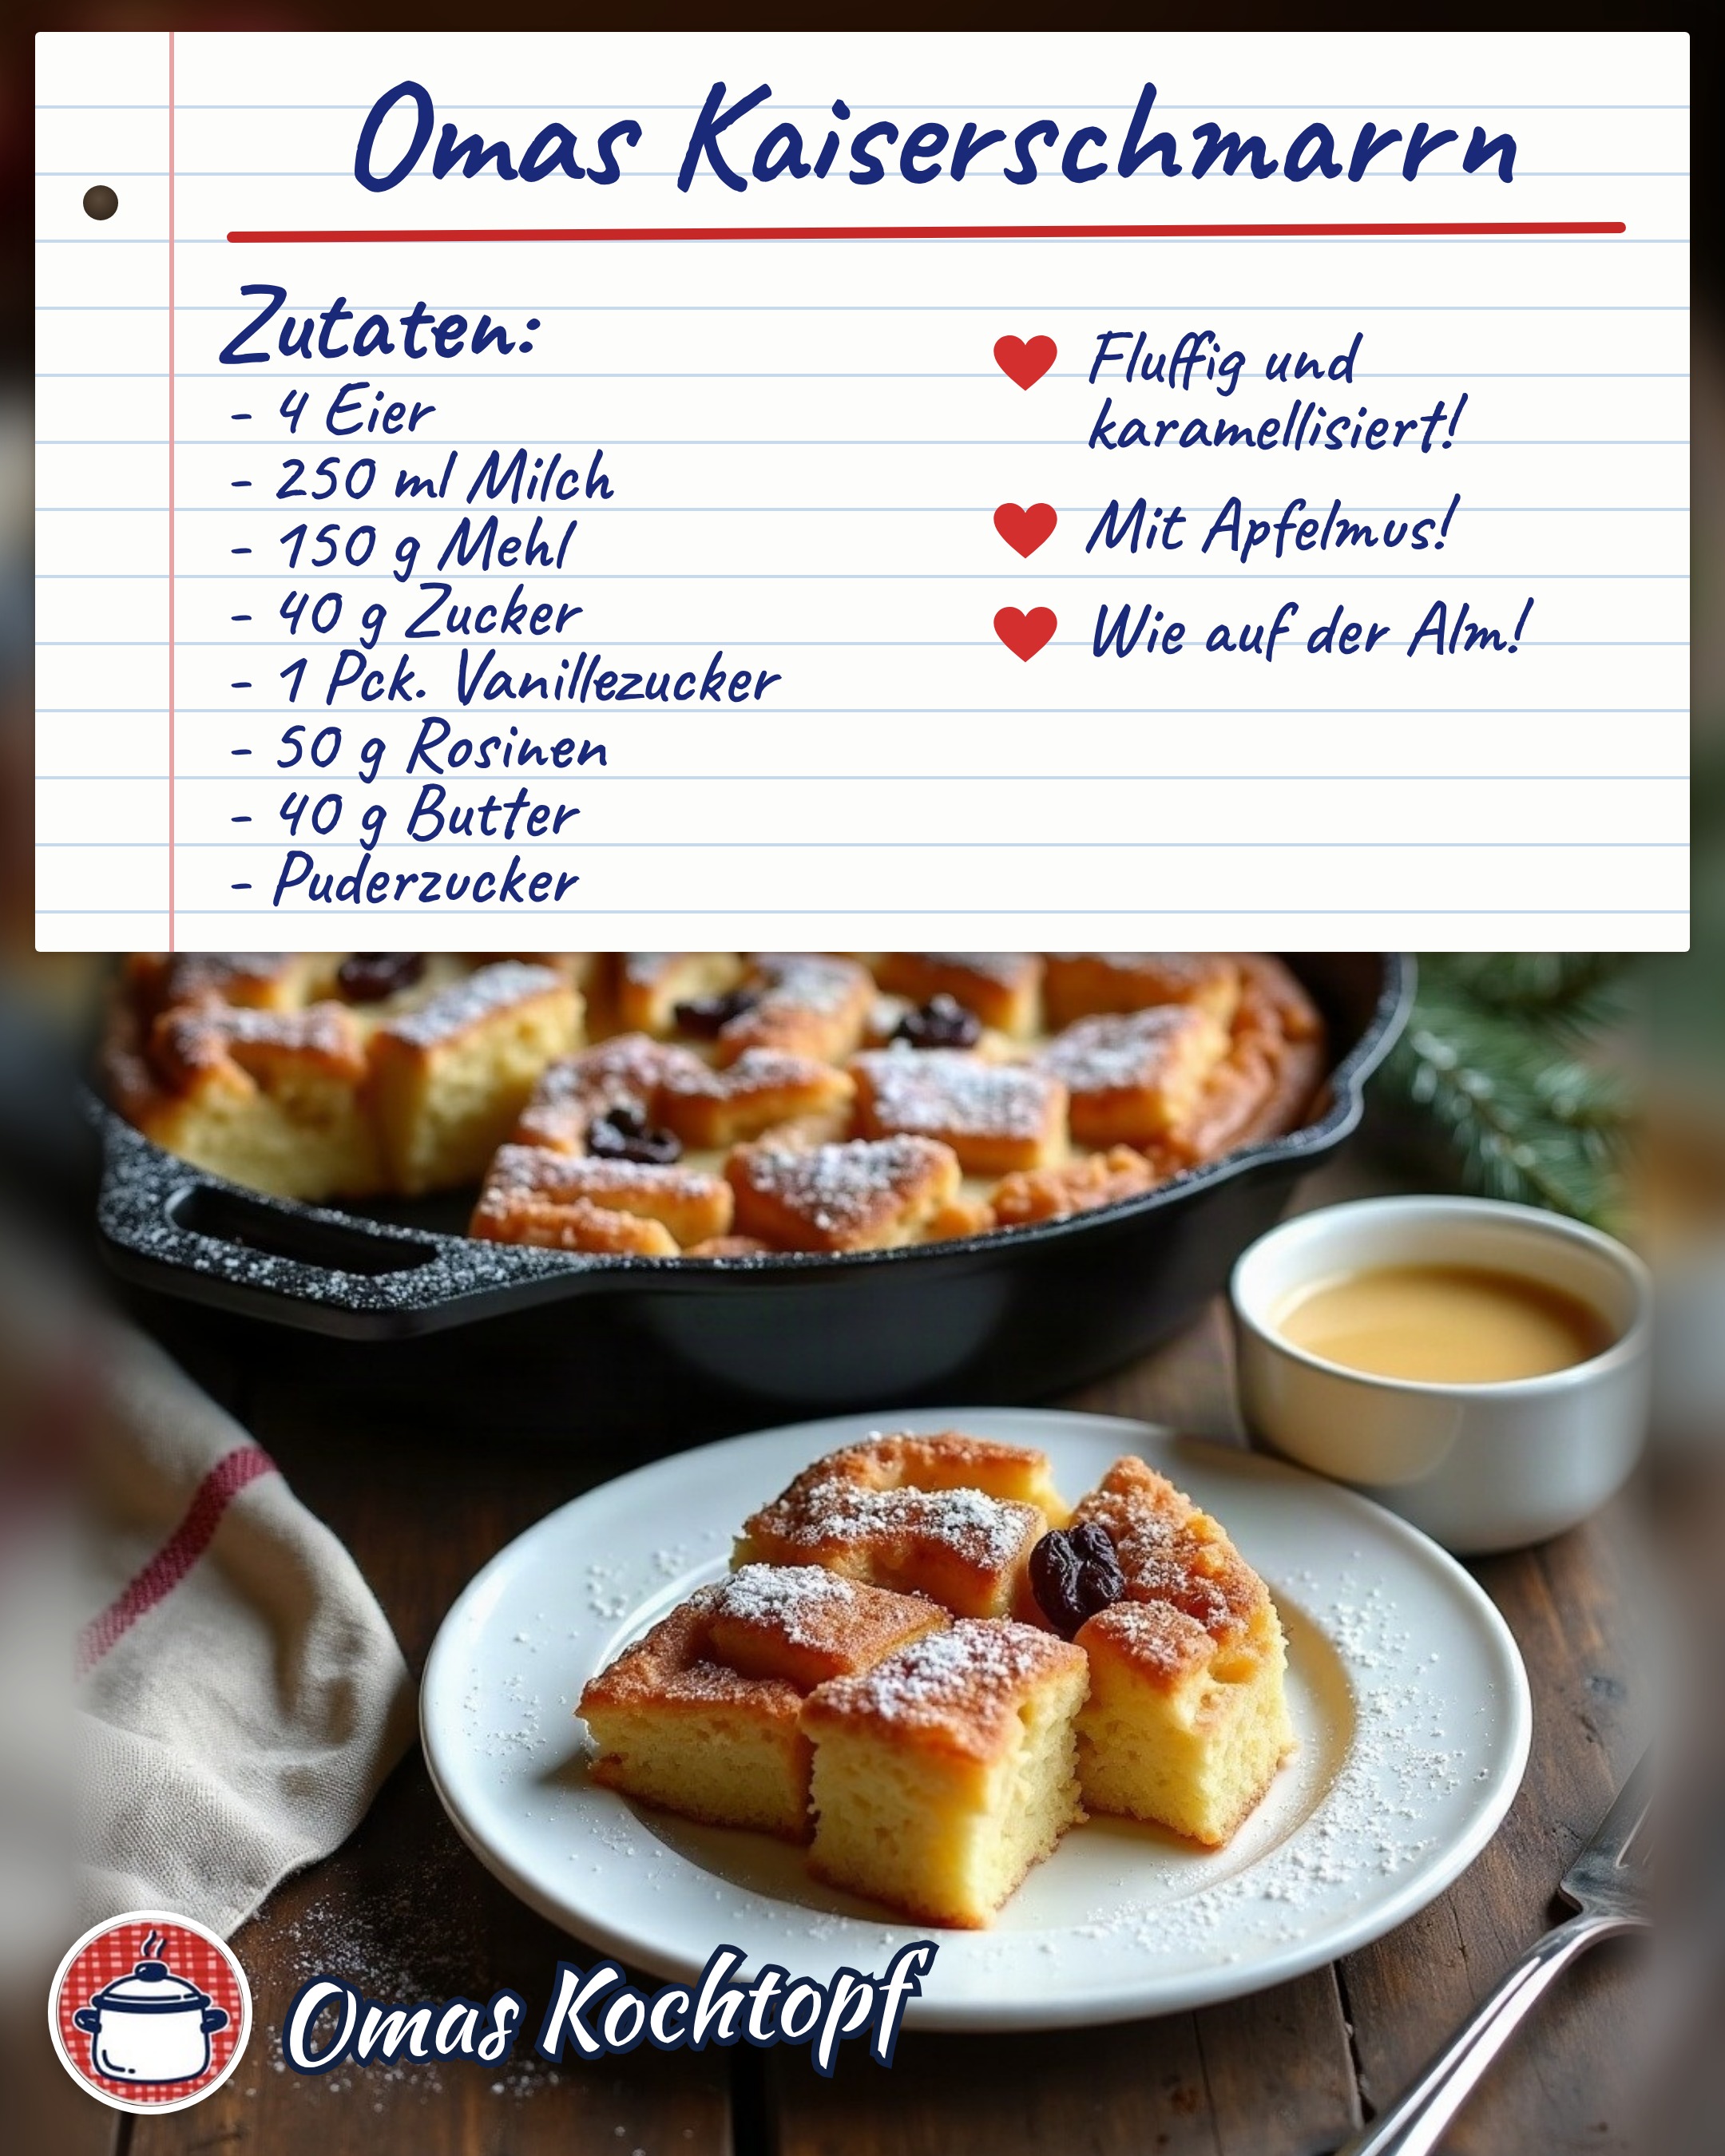 Omas Kaiserschmarrn
Zutaten:
- 4 Eier
- 250 ml Milch
- 150 g Mehl
- 40 g Zucker
- 1 Pck. Vanillezucker
- 50 g Rosinen
- 40 g Butter
- Puderzucker
Fluffig und
karamellisiert!
Mit Apfelmus!
Wie auf der Alm!
Omas Kochtopf